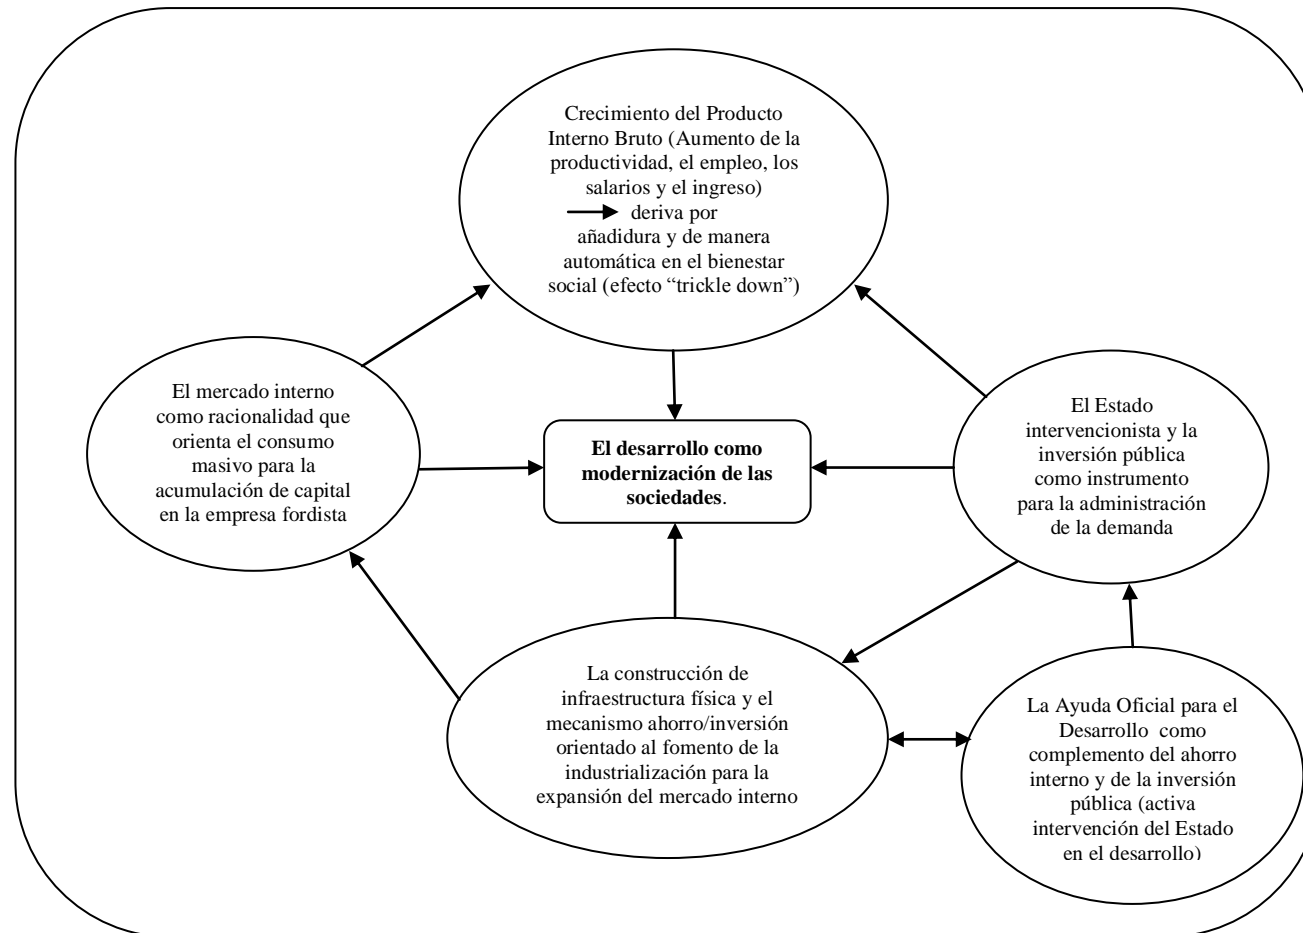 Crecimiento del Producto
Interno Bruto (Aumento de la
productividad, el empleo, los
salarios y el ingreso)
deriva por
añadidura y de manera
automática en el bienestar
social (efecto “trickle down”)
El mercado interno
como racionalidad que
orienta el consumo
masivo para la
acumulación de capital
en la empresa fordista
El desarrollo como
modernización de las
sociedades.
El Estado
intervencionista y la
inversión pública
como instrumento
para la administración
de la demanda
La construcción de
infraestructura física y el
mecanismo ahorro/inversión
orientado al fomento de la
industrialización para la
expansión del mercado interno
La Ayuda Oficial para el
Desarrollo como
complemento del ahorro
interno y de la inversión
pública (activa
intervención del Estado
en el desarrollo)